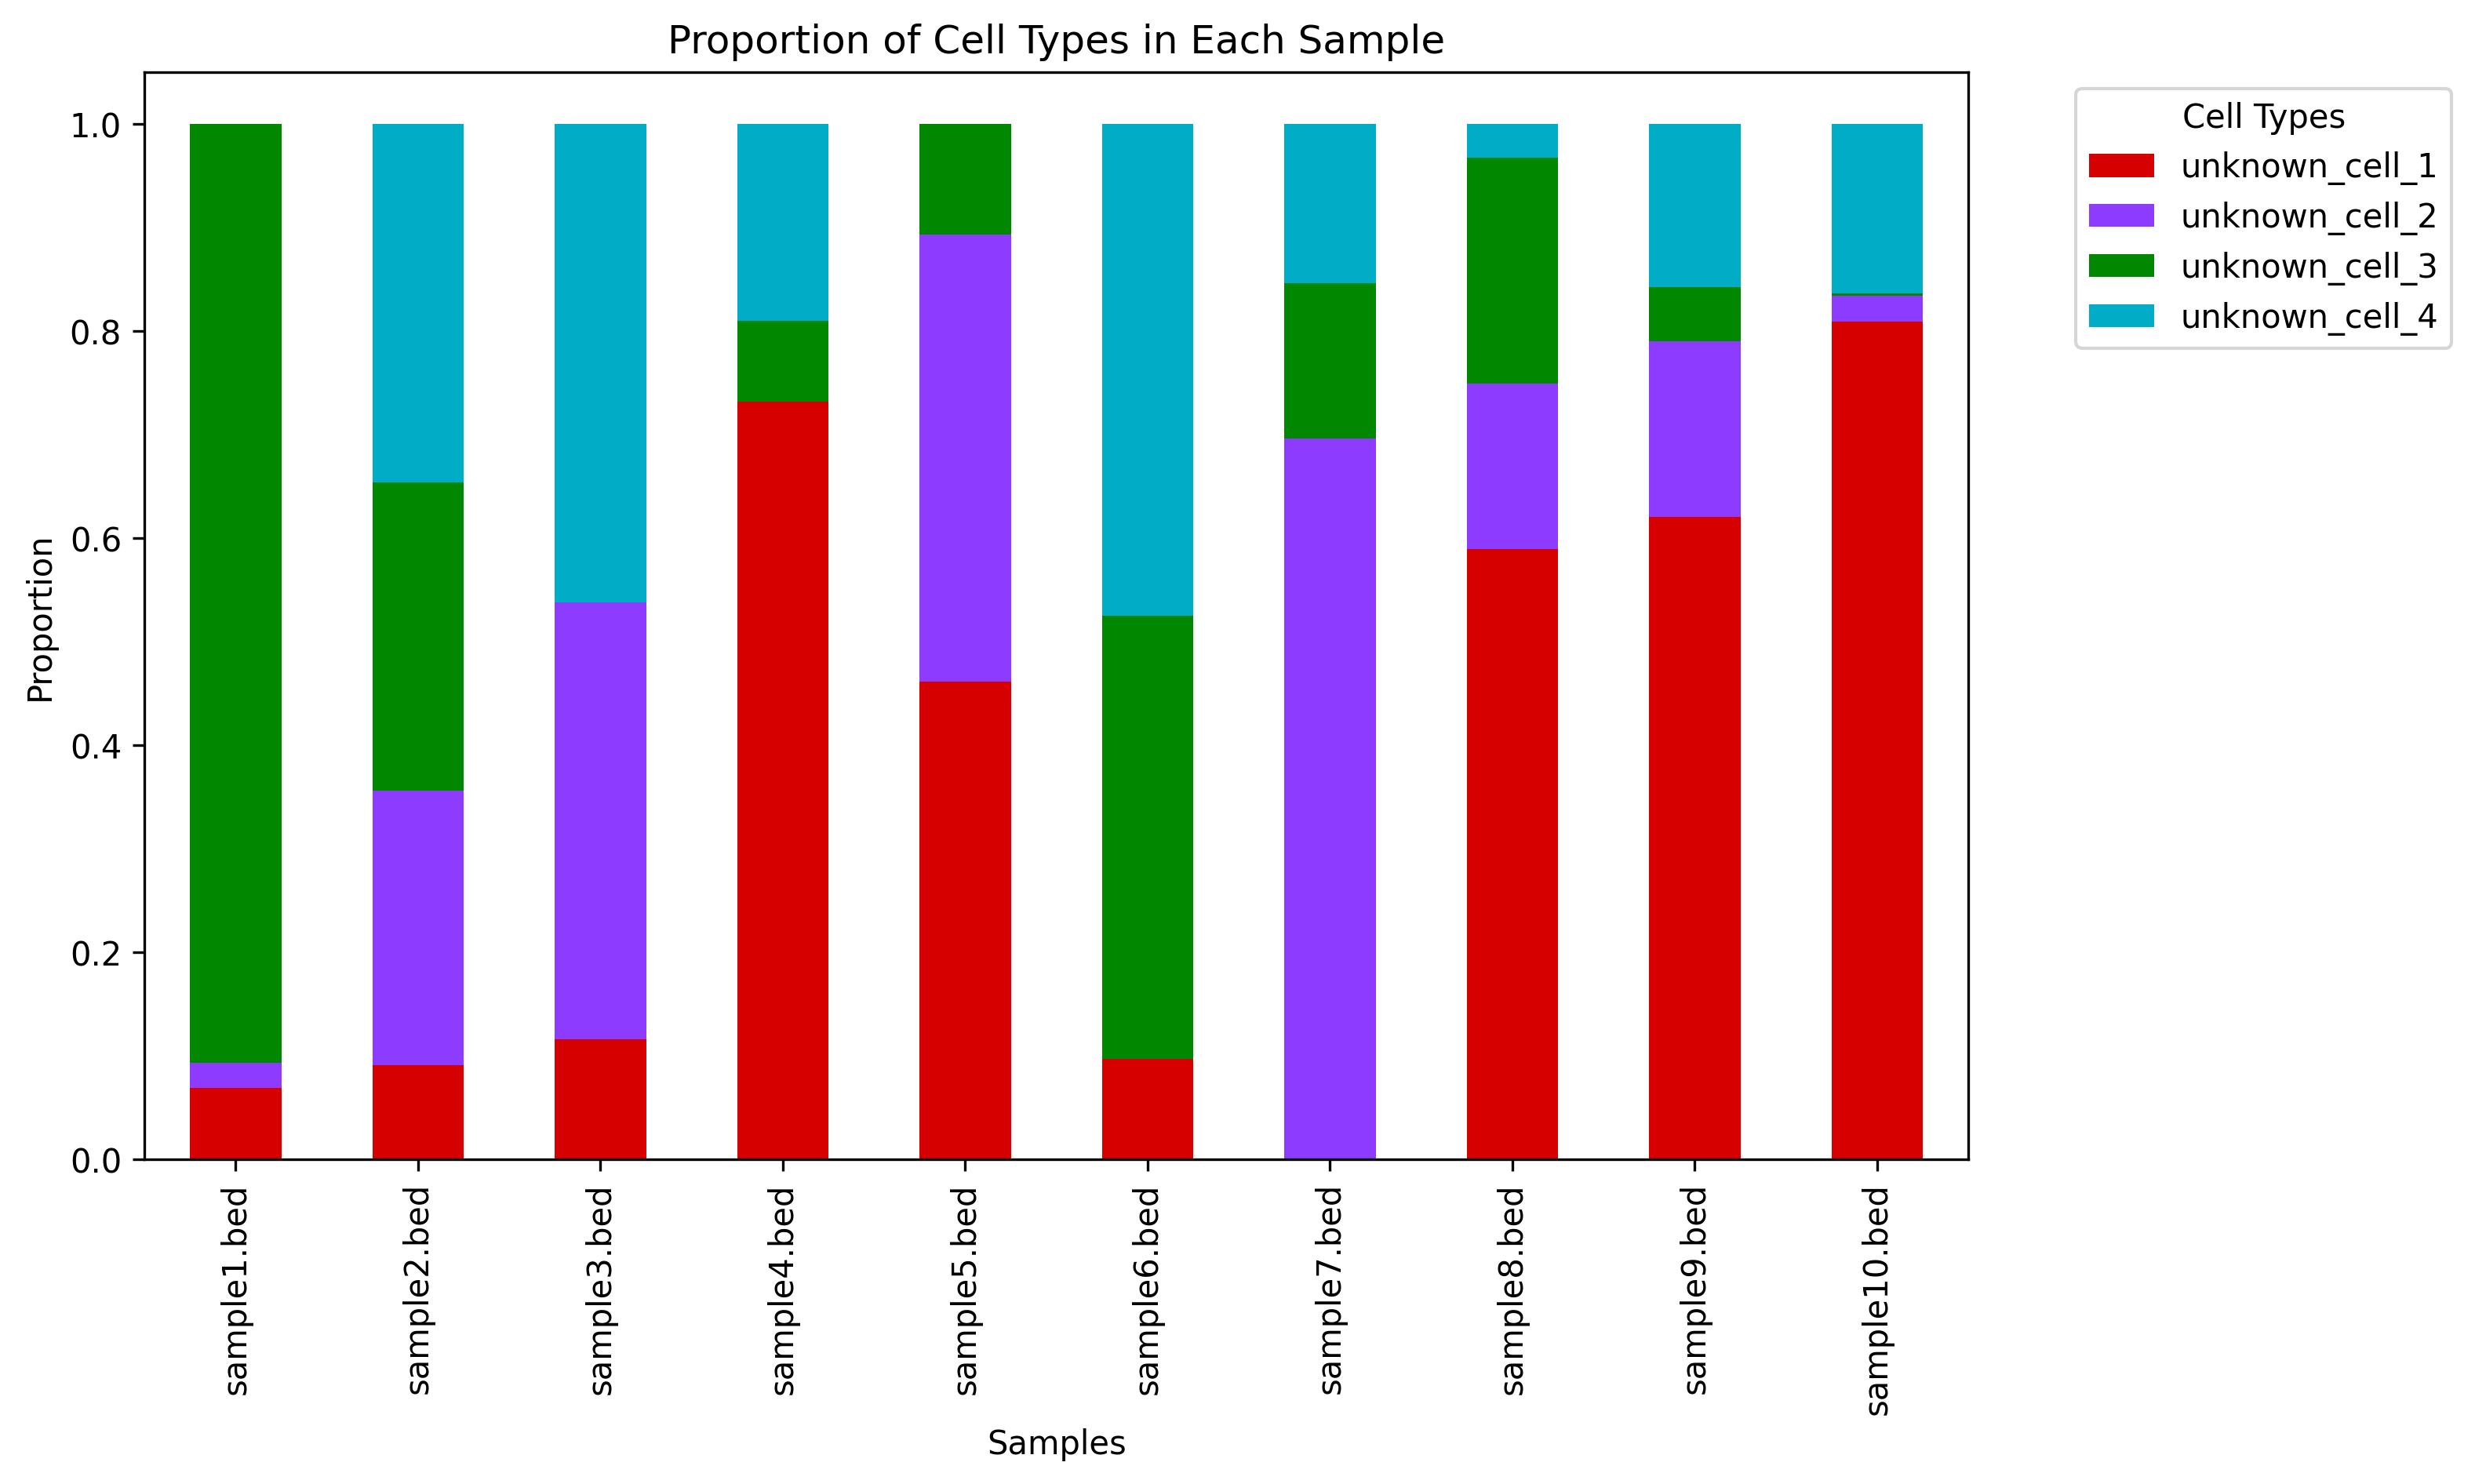 Proportion of Cell Types in Each Sample
Cell Types
unknown_cell_1
unknown_cell_2
unknown_cell_3
unknown_cell_4
Proportion
1.0
0.8
0.6
0.4
0.2
0.0
sample1.bed
sample2.bed
sample3.bed
sample4.bed
sample5.bed
sample6.bed
sample7.bed
sample8.bed
sample9.bed
sample10.bed
Samples